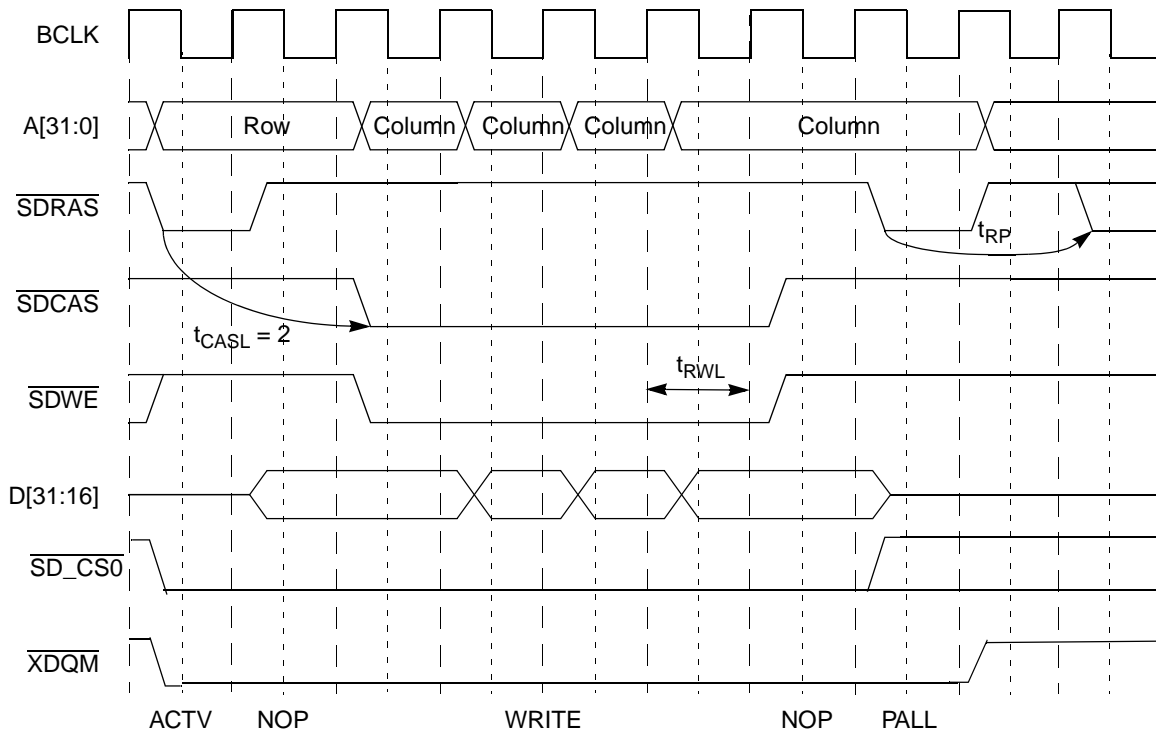 BCLK
A[31:0]
Row
Column
Column
Column
Column
SDRAS
tRP
SDCAS
tCASL = 2
SDWE
tRWL
D[31:16]
SD_CS0
XDQM
ACTV NOP WRITE NOP PALL